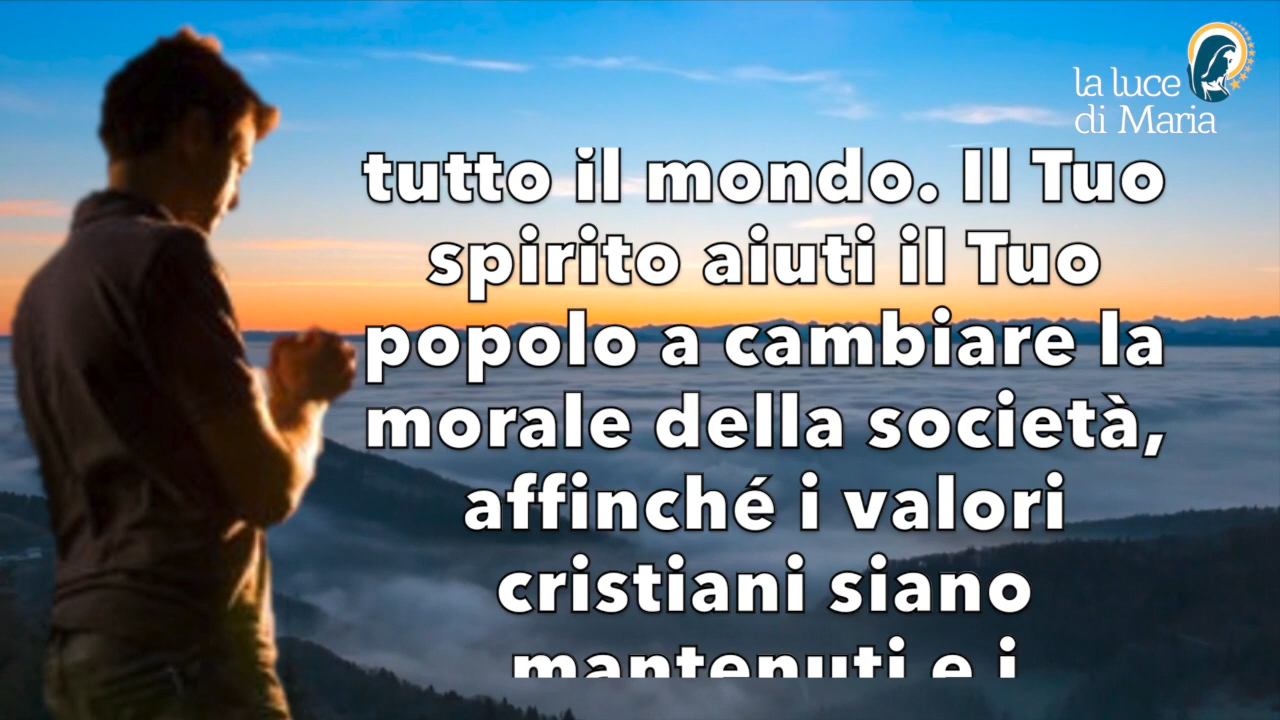 la luce
di Maria
tutto il mondo. Il Tuo
spirito aiuti il Tuo
popolo a cambiare la
morale della società,
affinché i valori
cristiani siano
mantenuti e i